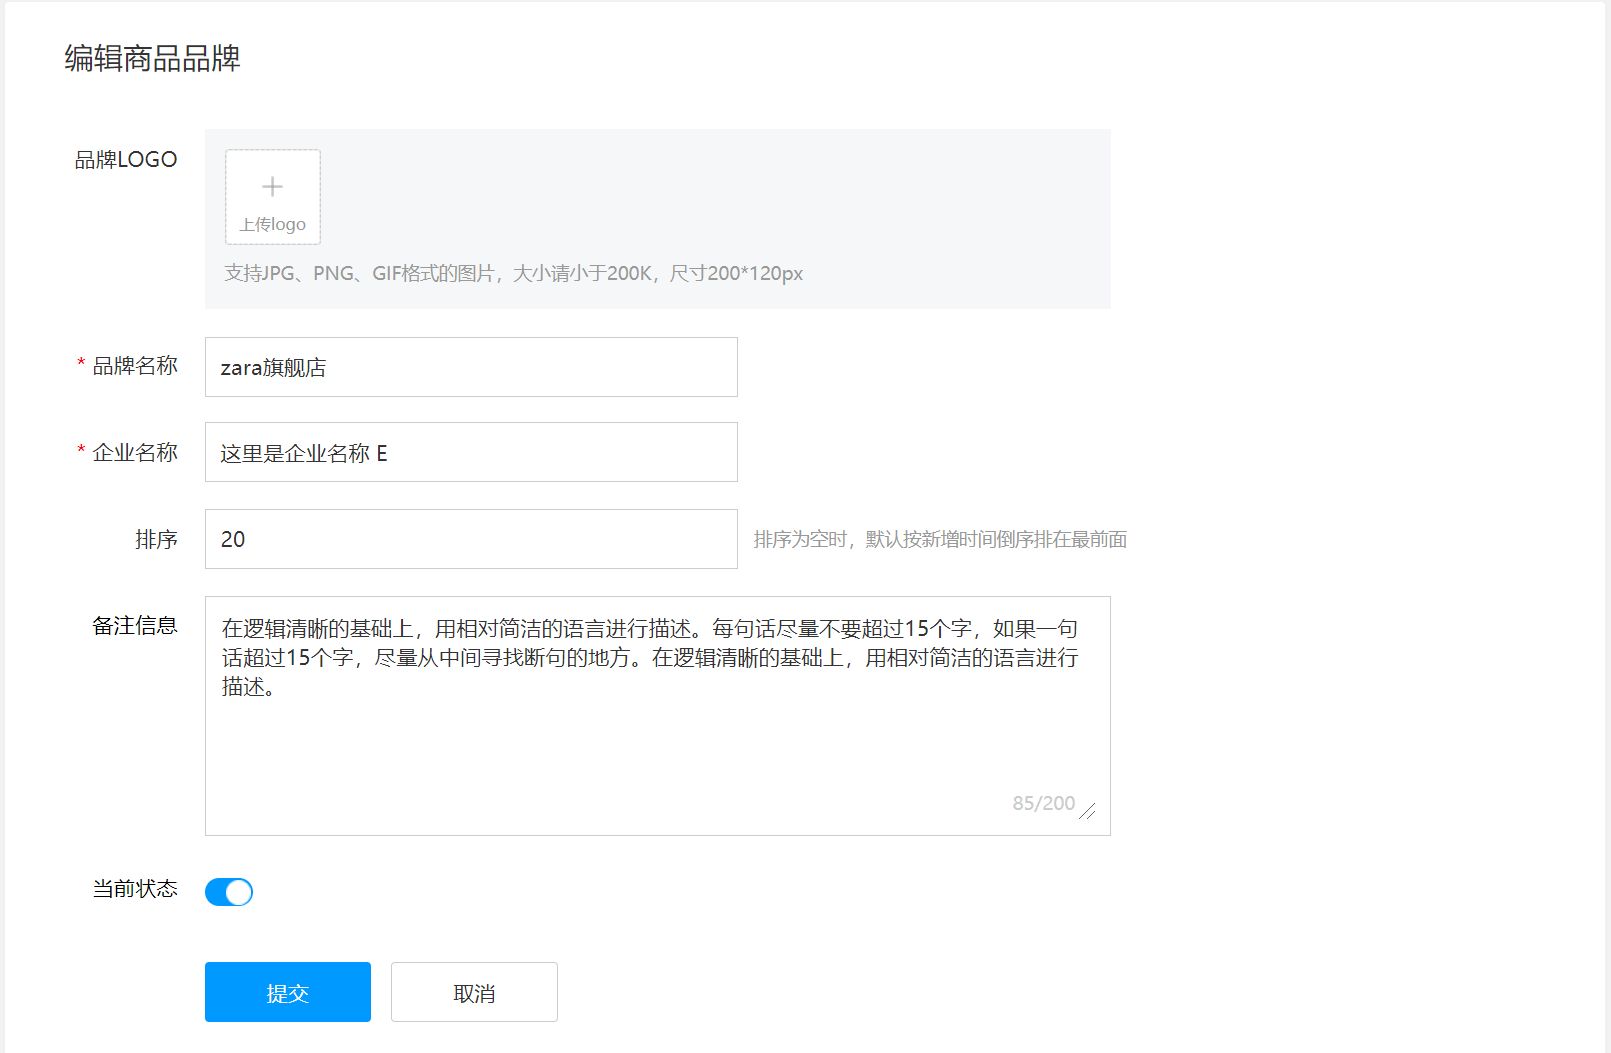 编辑商品品牌
品牌LOGO
上传logo
支持JPG、PNG、GIF格式的图片，大小请小于200K，尺寸200*120px
* 品牌名称 zara旗舰店
* 企业名称 这里是企业名称 E
排序 20 排序为空时，默认按新增时间倒序排在最前面
备注信息 在逻辑清晰的基础上，用相对简洁的语言进行描述。每句话尽量不要超过15个字，如果一句
话超过15个字，尽量从中间寻找断句的地方。在逻辑清晰的基础上，用相对简洁的语言进行
描述。
85/200
当前状态
提交 取消